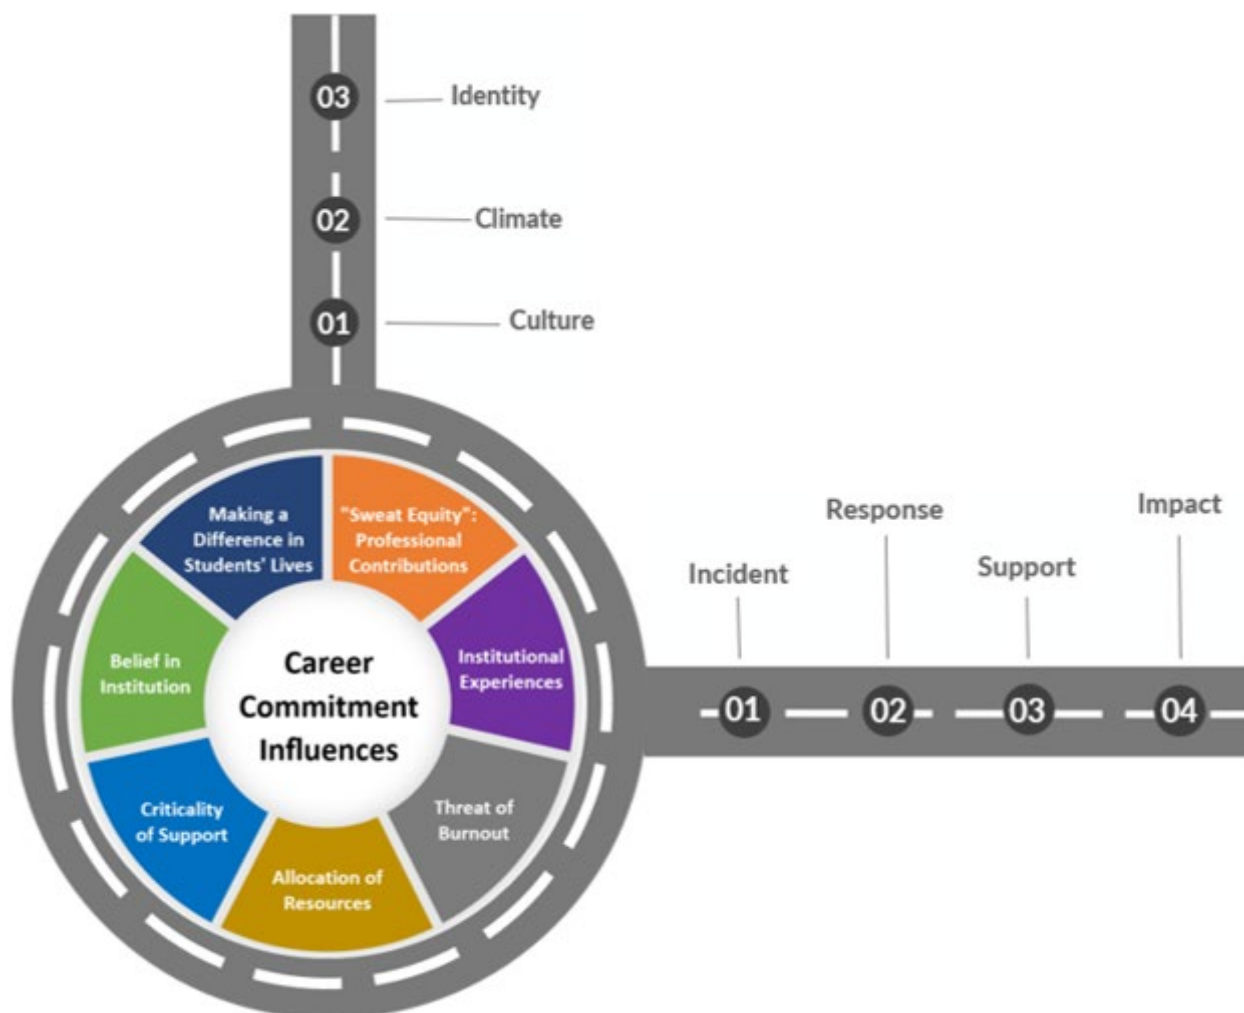 03
Identity
02
Climate
01
Culture
Making a
Difference in
Students' Lives
"Sweat Equity":
Professional
Contributions
Institutional
Experiences
Threat of
Burnout
Allocation of
Resources
Criticality
of Support
Belief in
Institution
Career
Commitment
Influences
Incident
Response
Support
Impact
01
02
03
04